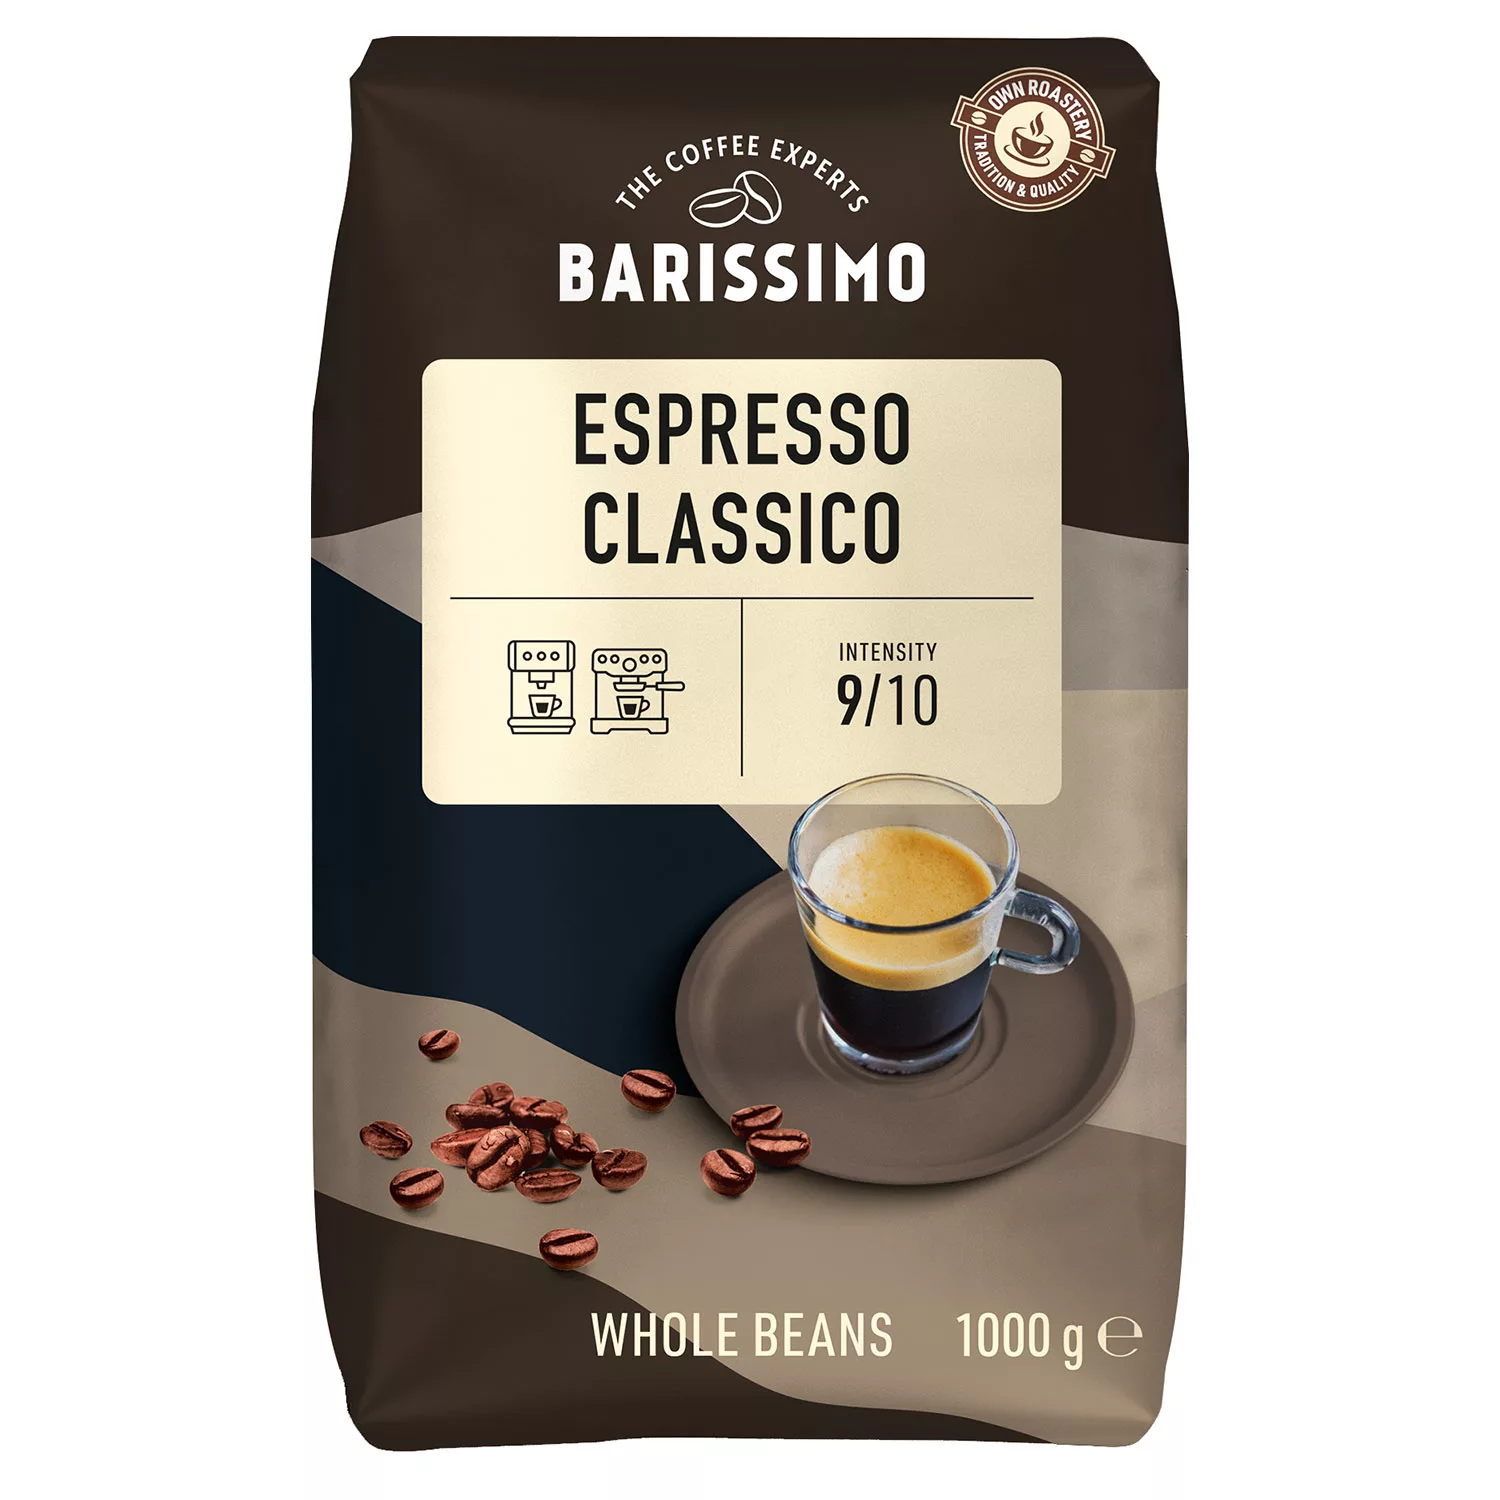 OWN ROASTERY
TRADITION & QUALITY
THE COFFEE EXPERTS
BARISSIMO
ESPRESSO
CLASSICO
INTENSITY
9/10
WHOLE BEANS 1000 g ℮